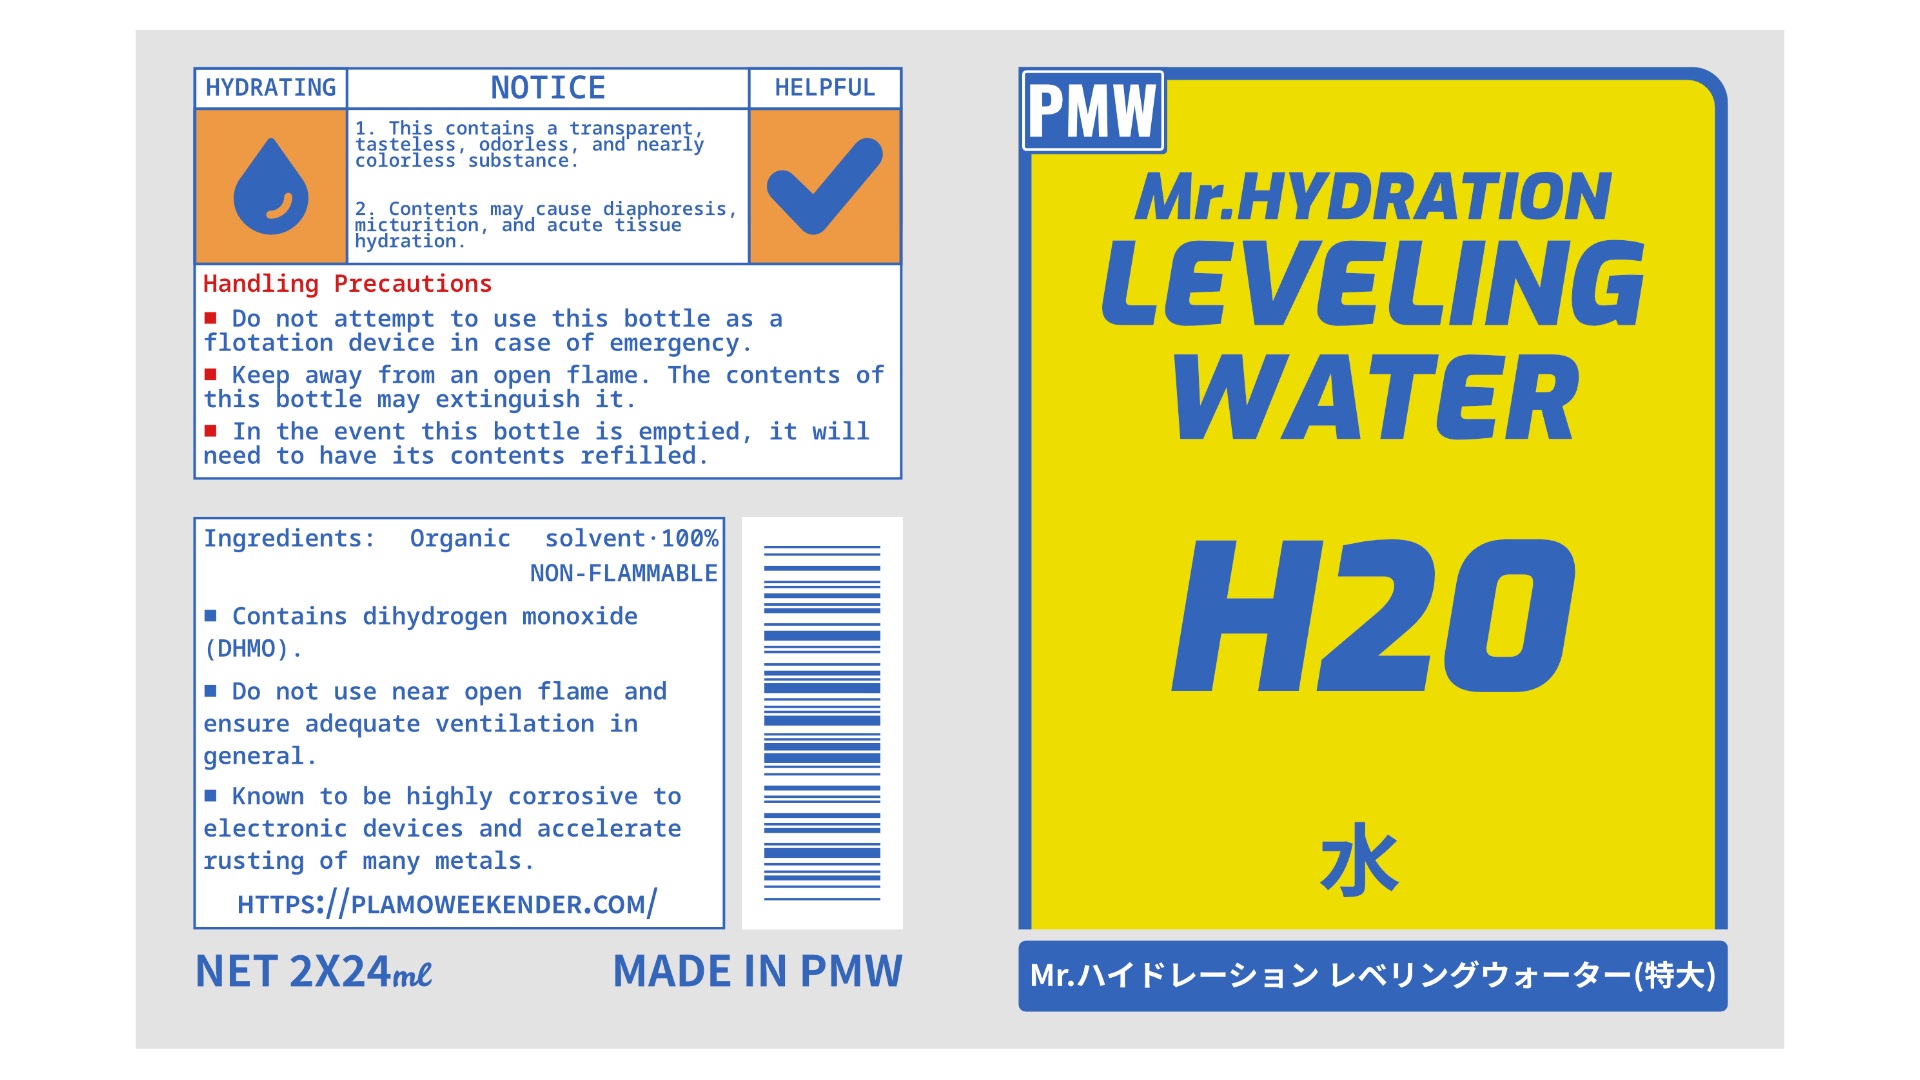 HYDRATING
NOTICE
HELPFUL
1. This contains a transparent,
tasteless, odorless, and nearly
colorless substance.
2. Contents may cause diaphoresis,
micturition, and acute tissue
hydration.
Handling Precautions
■ Do not attempt to use this bottle as a
flotation device in case of emergency.
■ Keep away from an open flame. The contents of
this bottle may extinguish it.
■ In the event this bottle is emptied, it will
need to have its contents refilled.
Ingredients: Organic solvent·100%
NON-FLAMMABLE
■ Contains dihydrogen monoxide
(DHMO).
■ Do not use near open flame and
ensure adequate ventilation in
general.
■ Known to be highly corrosive to
electronic devices and accelerate
rusting of many metals.
HTTPS://PLAMOWEEKENDER.COM/
NET 2X24ml
MADE IN PMW
PMW
Mr.HYDRATION
LEVELING
WATER
H2O
水
Mr.ハイドレーション レベリングウォーター(特大)